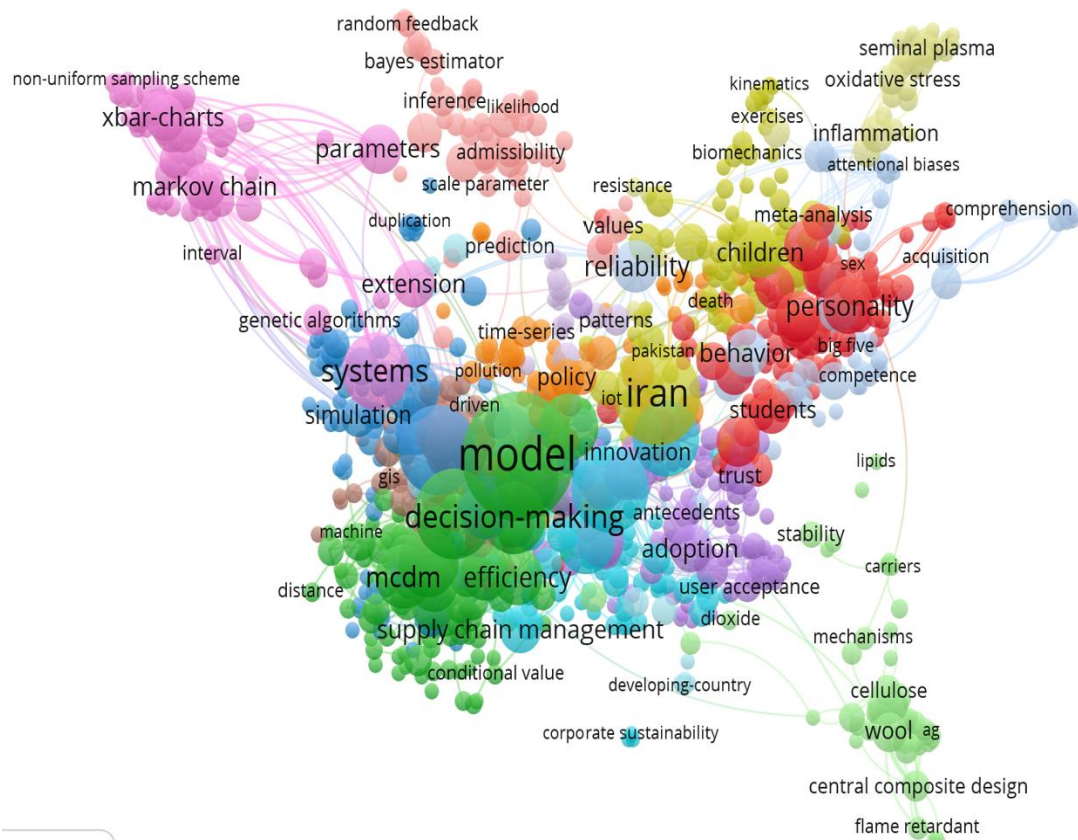 random feedback
bayes estimator
seminal plasma
non-uniform sampling scheme
oxidative stress
kinematics
inference
likelihood
xbar-charts
exercises
inflammation
parameters
admissibility
biomechanics
attentional biases
markov chain
scale parameter
resistance
comprehension
duplication
values
meta-analysis
interval
prediction
children
acquisition
reliability
sex
extension
death
personality
genetic algorithms
time-series
patterns
pakistan
behavior
big five
systems
pollution
policy
competence
iot
iran
driven
simulation
students
model
innovation
gis
trust
lipids
decision-making
antecedents
machine
adoption
stability
mcdm
efficiency
carriers
distance
user acceptance
dioxide
supply chain management
mechanisms
conditional value
developing-country
cellulose
corporate sustainability
wool
ag
central composite design
flame retardant